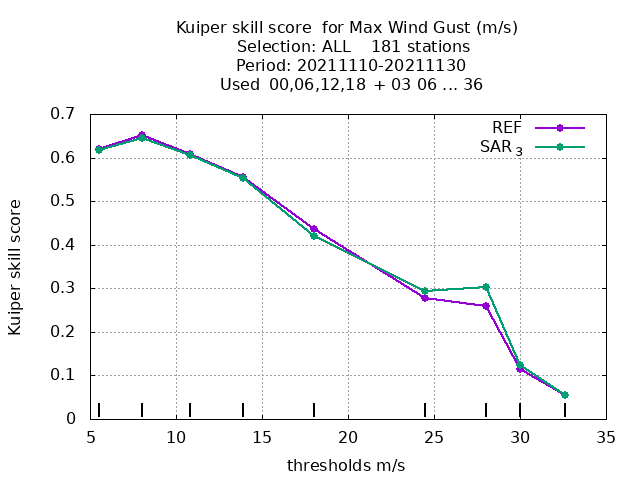 Kuiper skill score  for Max Wind Gust (m/s)
Selection: ALL    181 stations
Period: 20211110-20211130
Used  00,06,12,18  + 03 06 ... 36
REF
SAR 3
0.7
0.6
0.5
0.4
0.3
0.2
0.1
0
Kuiper skill score
5 10 15 20 25 30 35
thresholds m/s